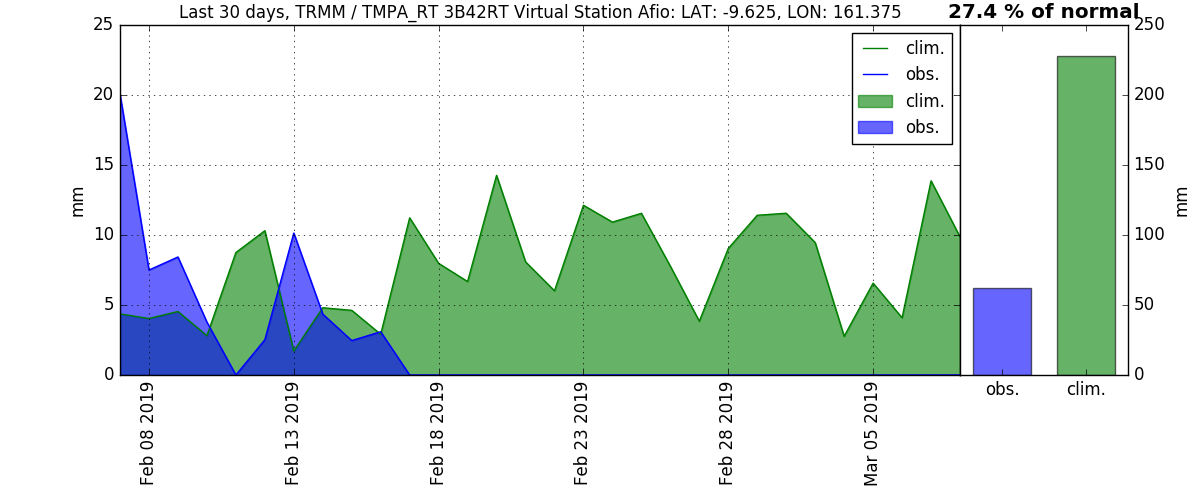 Last 30 days, TRMM / TMPA_RT 3B42RT Virtual Station Afio: LAT: -9.625, LON: 161.375
27.4 % of normal
25
20
15
10
5
0
mm
clim.
obs.
clim.
obs.
Feb 08 2019
Feb 13 2019
Feb 18 2019
Feb 23 2019
Feb 28 2019
Mar 05 2019
250
200
150
100
50
0
mm
obs.
clim.